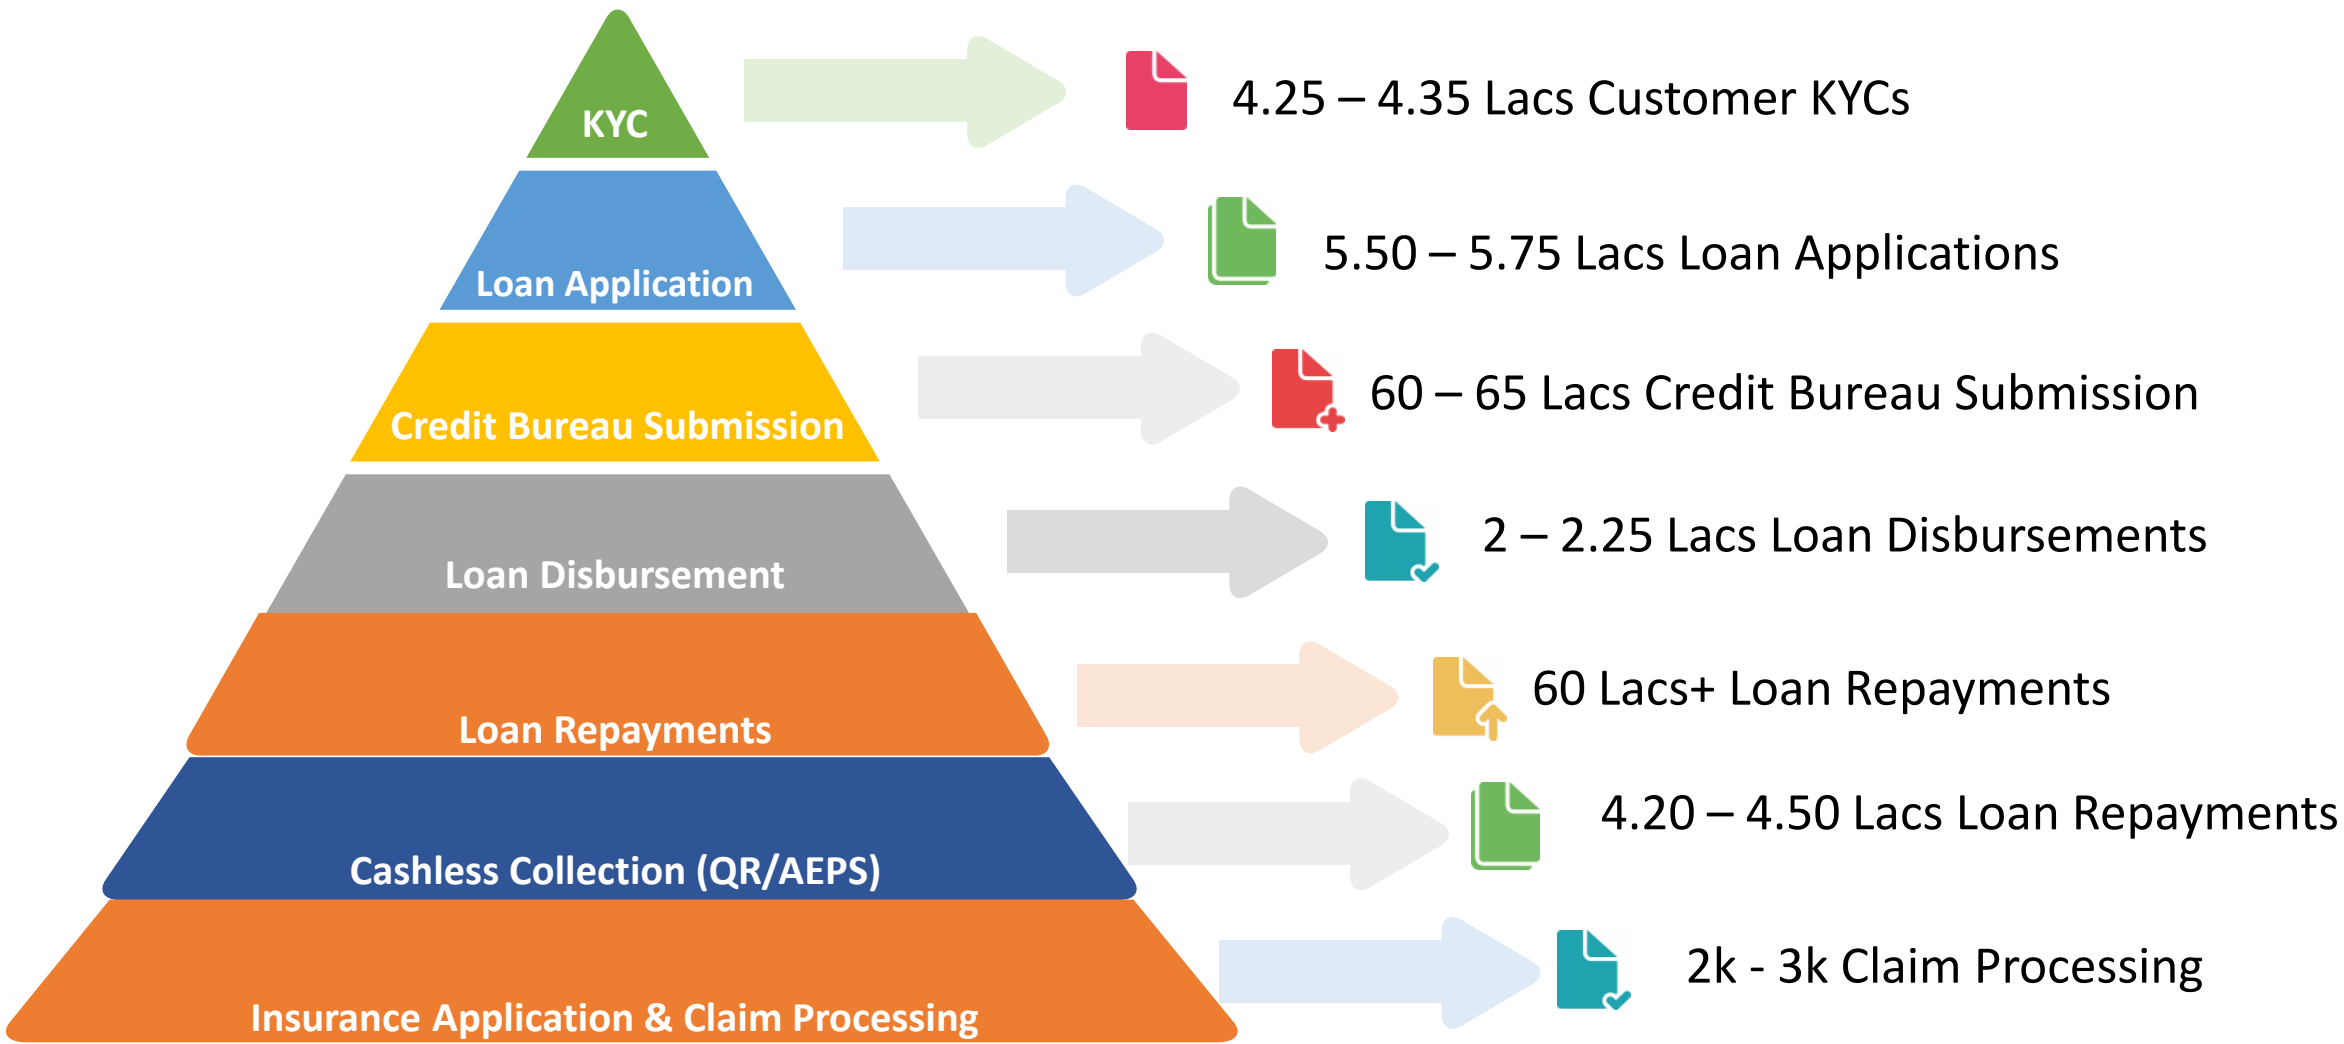 KYC
4.25 – 4.35 Lacs Customer KYCs
Loan Application
5.50 – 5.75 Lacs Loan Applications
Credit Bureau Submission
60 – 65 Lacs Credit Bureau Submission
Loan Disbursement
2 – 2.25 Lacs Loan Disbursements
Loan Repayments
60 Lacs+ Loan Repayments
Cashless Collection (QR/AEPS)
4.20 – 4.50 Lacs Loan Repayments
Insurance Application & Claim Processing
2k - 3k Claim Processing